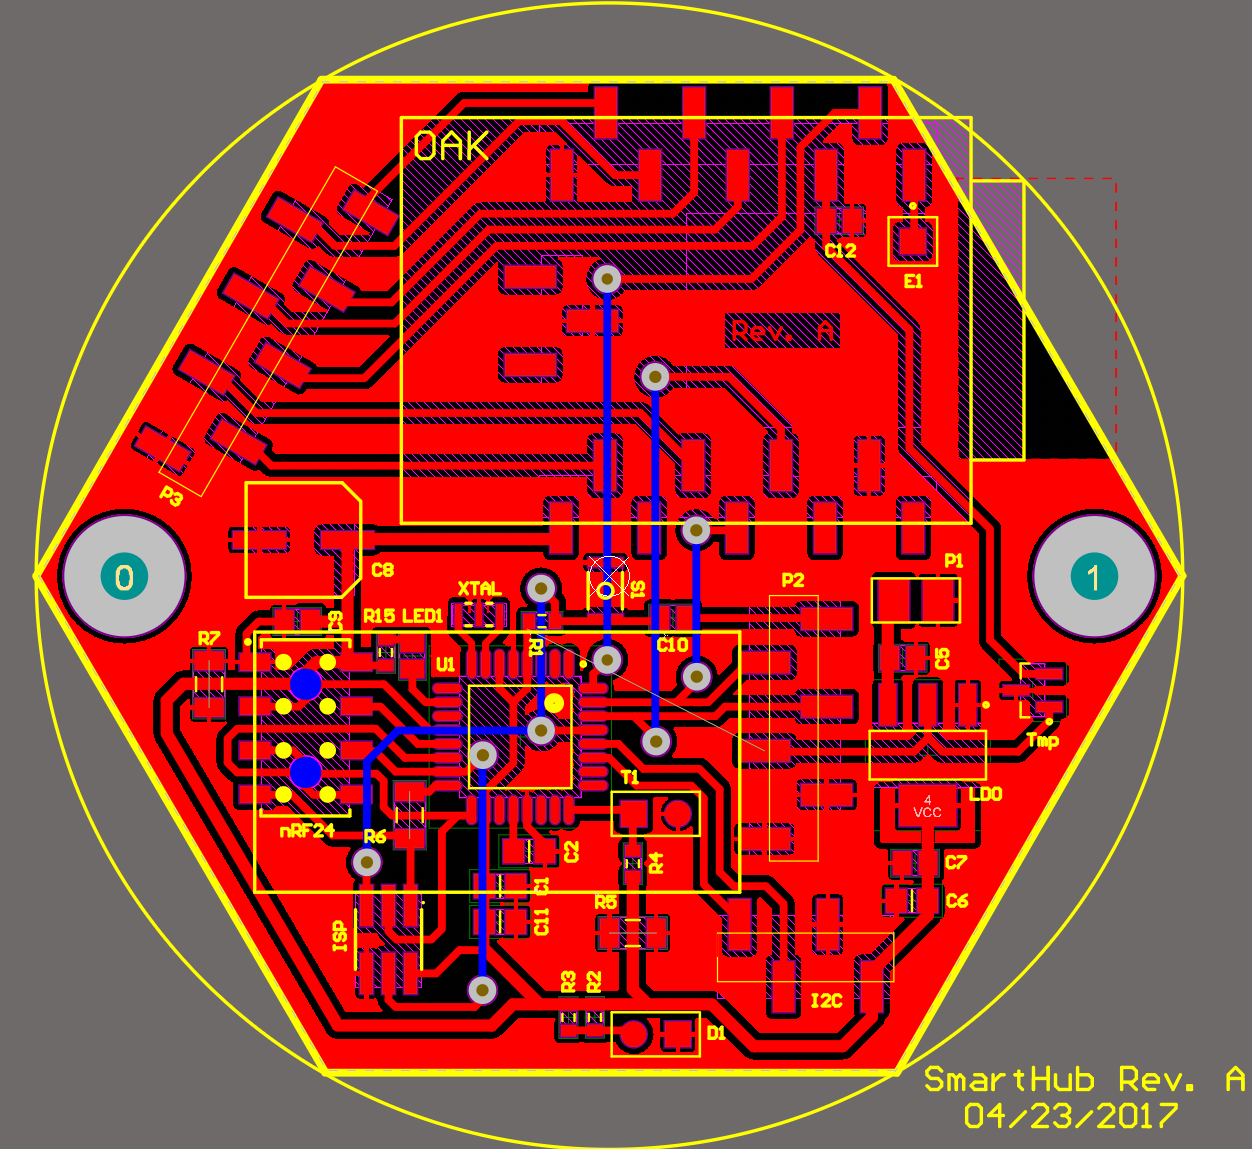 OAK
C12
E1
Rev. A
P3
0
1
C8
XTAL
S1
P1
P2
C9
R15 LED1
R1
C10
R7
U1
C5
Tmp
T1
LDO
4
VCC
nRF24
R6
C2
R4
C7
C1
R5
C6
C11
ISP
R3
R2
I2C
D1
SmartHub Rev. A
04/23/2017